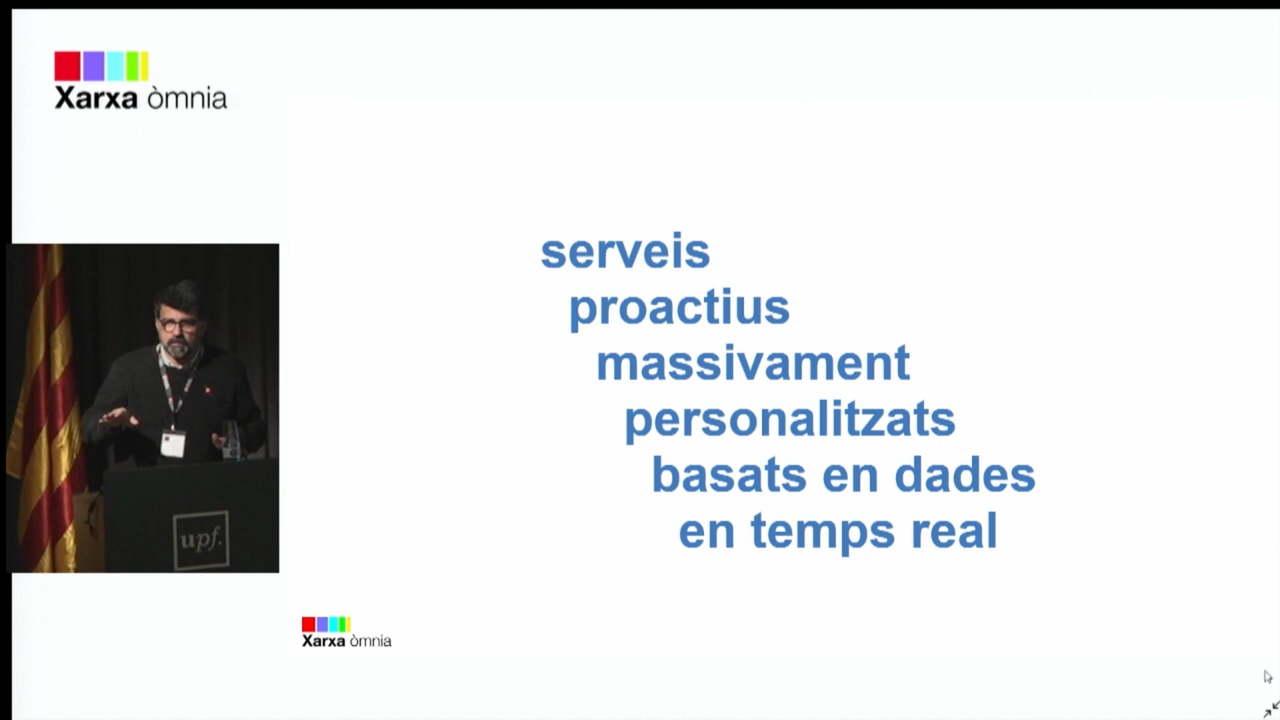 Xarxa òmnia
serveis
proactius
massivament
personalitzats
basats en dades
en temps real
upf.
Xarxa òmnia